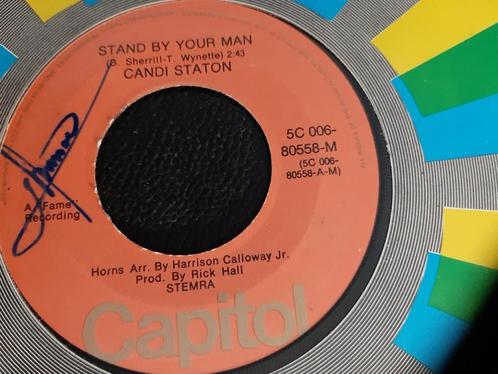 STAND BY YOUR MAN
(B. Sherrill-T. Wynette) 2:43
CANDI STATON
5C 006-
80558-M
(5C 006-
80558-A-M)
A "Fame"
Recording
Horns Arr. By Harrison Calloway Jr.
Prod. By Rick Hall
STEMRA
Capitol